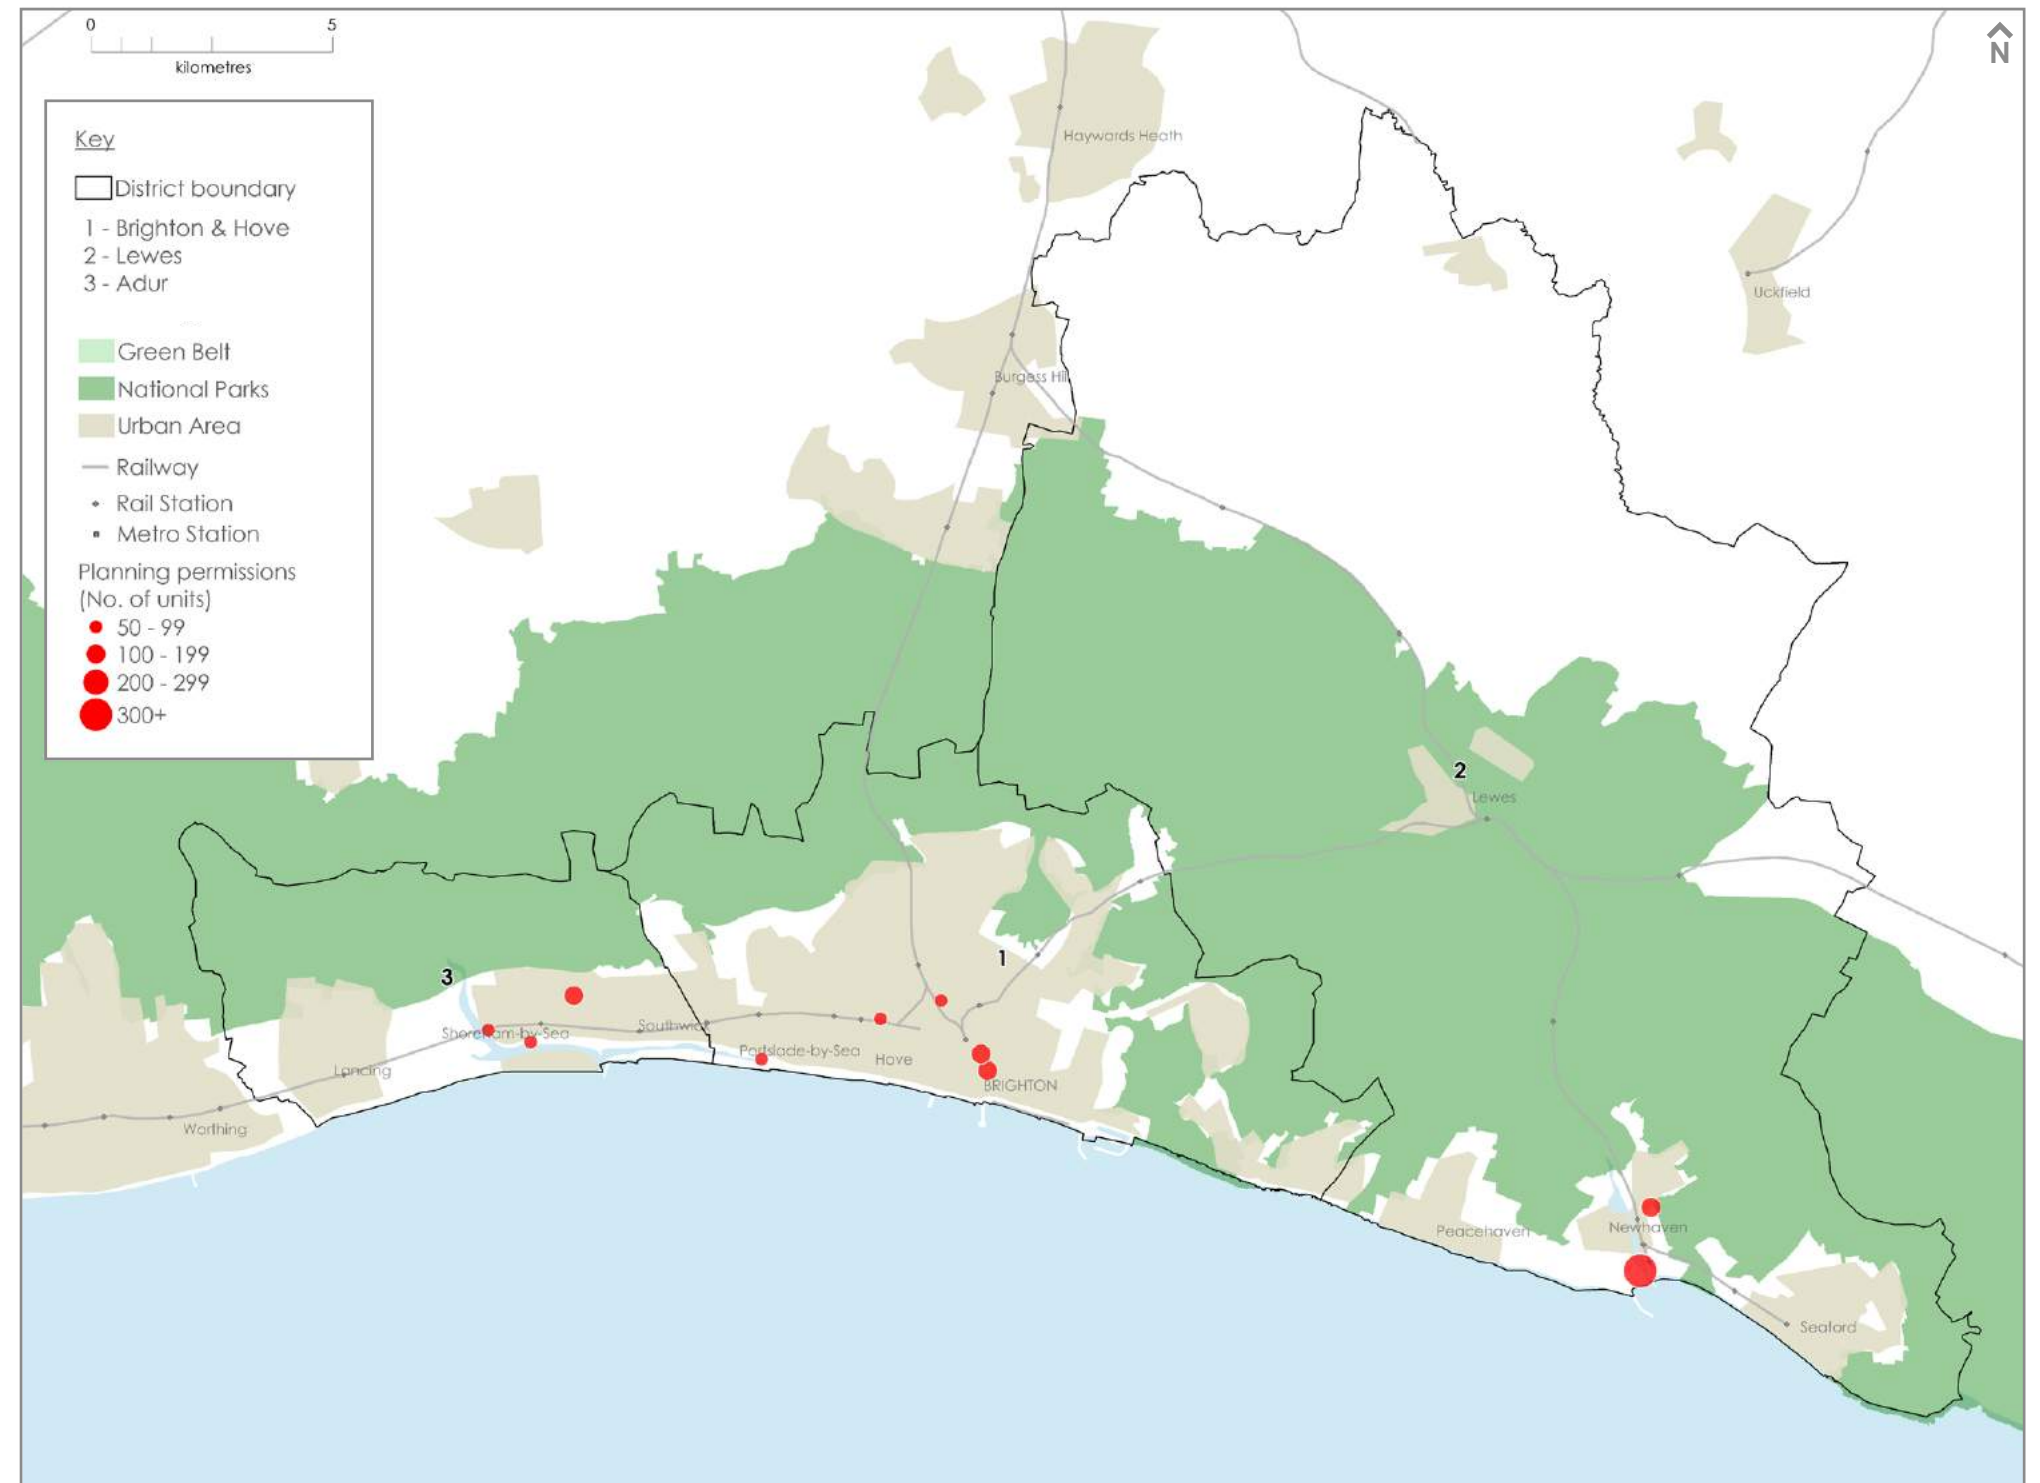 0 5
kilometres
N
Key
District boundary
1 - Brighton & Hove
2 - Lewes
3 - Adur
Green Belt
National Parks
Urban Area
Railway
Rail Station
Metro Station
Planning permissions
(No. of units)
50 - 99
100 - 199
200 - 299
300+
Haywards Heath
Uckfield
Burgess Hill
2
Lewes
1
3
Shoreham-by-Sea
Southwick
Portslade-by-Sea
Hove
Lancing
BRIGHTON
Worthing
Peacehaven
Newhaven
Seaford